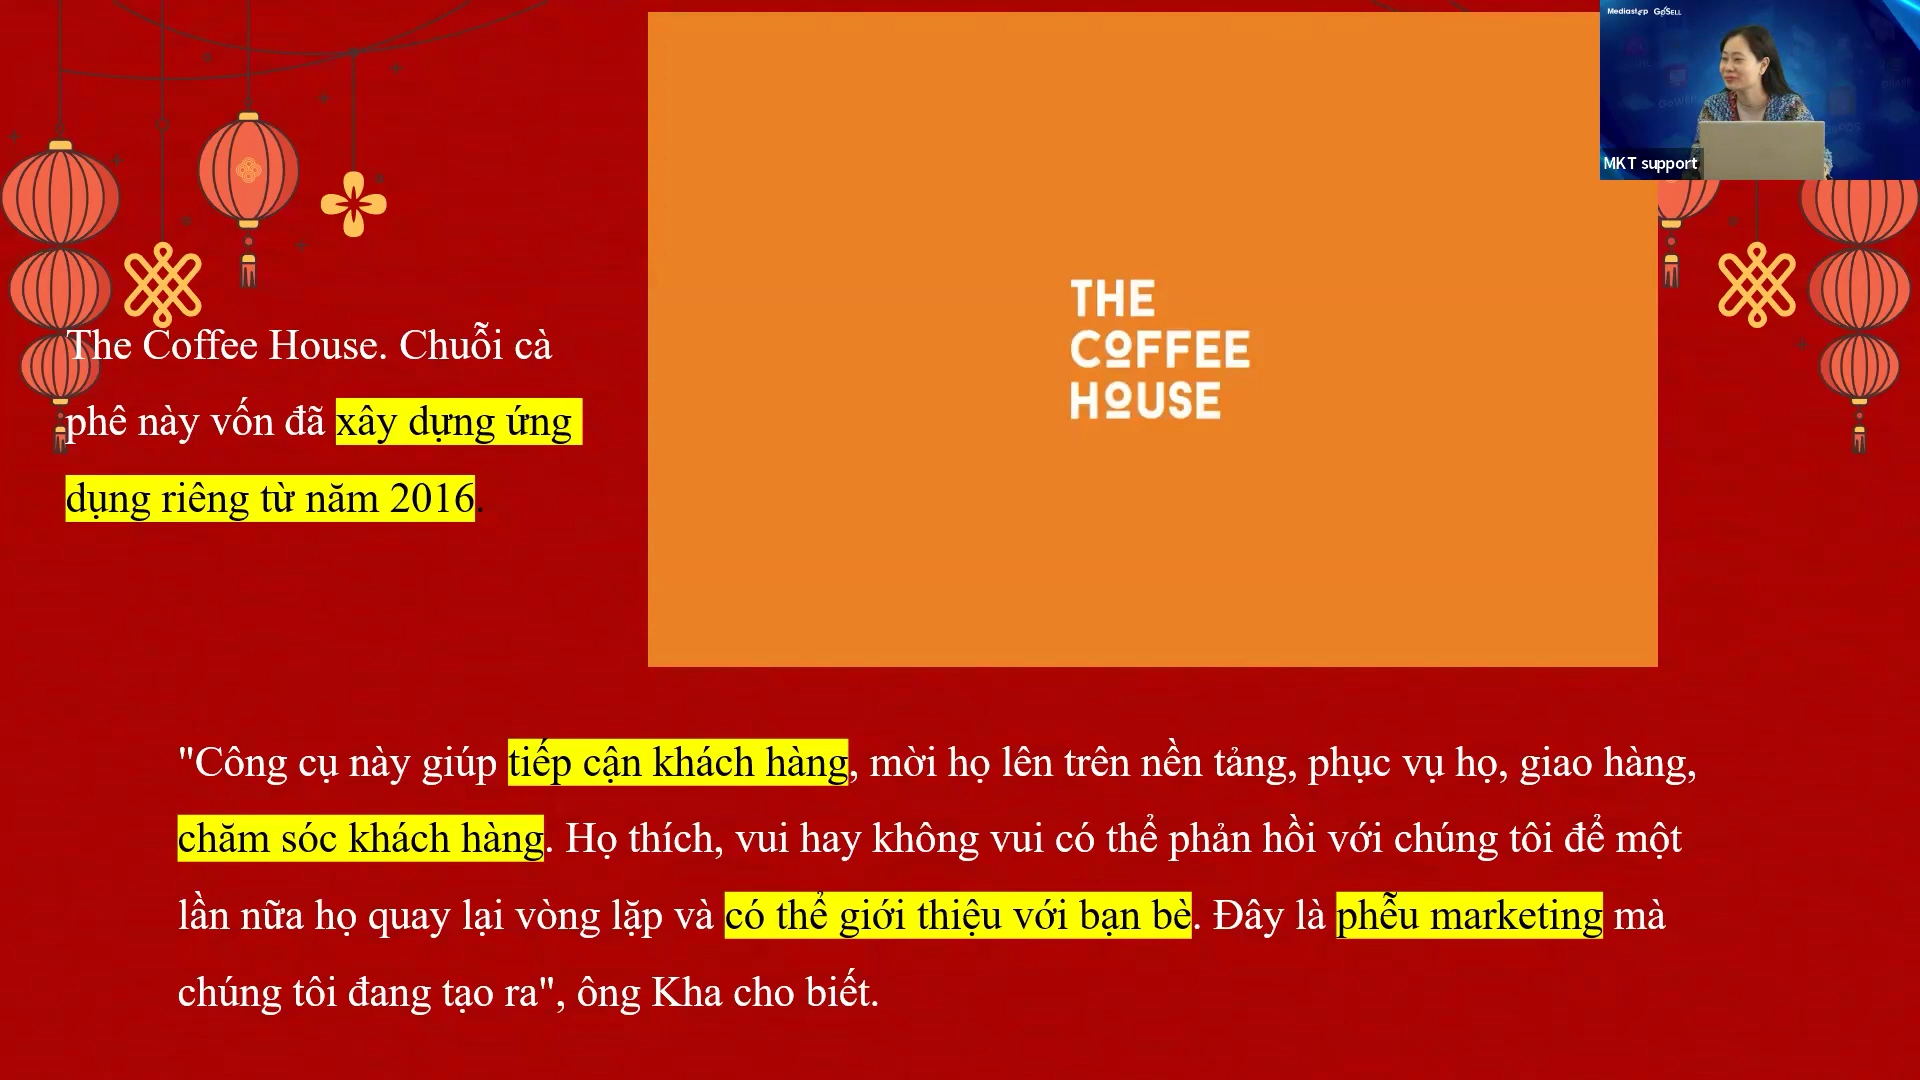 Mediastep GoSELL
MKT support
THE
COFFEE
HOUSE
The Coffee House. Chuỗi cà
phê này vốn đã xây dựng ứng
dụng riêng từ năm 2016.
"Công cụ này giúp tiếp cận khách hàng, mời họ lên trên nền tảng, phục vụ họ, giao hàng,
chăm sóc khách hàng. Họ thích, vui hay không vui có thể phản hồi với chúng tôi để một
lần nữa họ quay lại vòng lặp và có thể giới thiệu với bạn bè. Đây là phễu marketing mà
chúng tôi đang tạo ra", ông Kha cho biết.